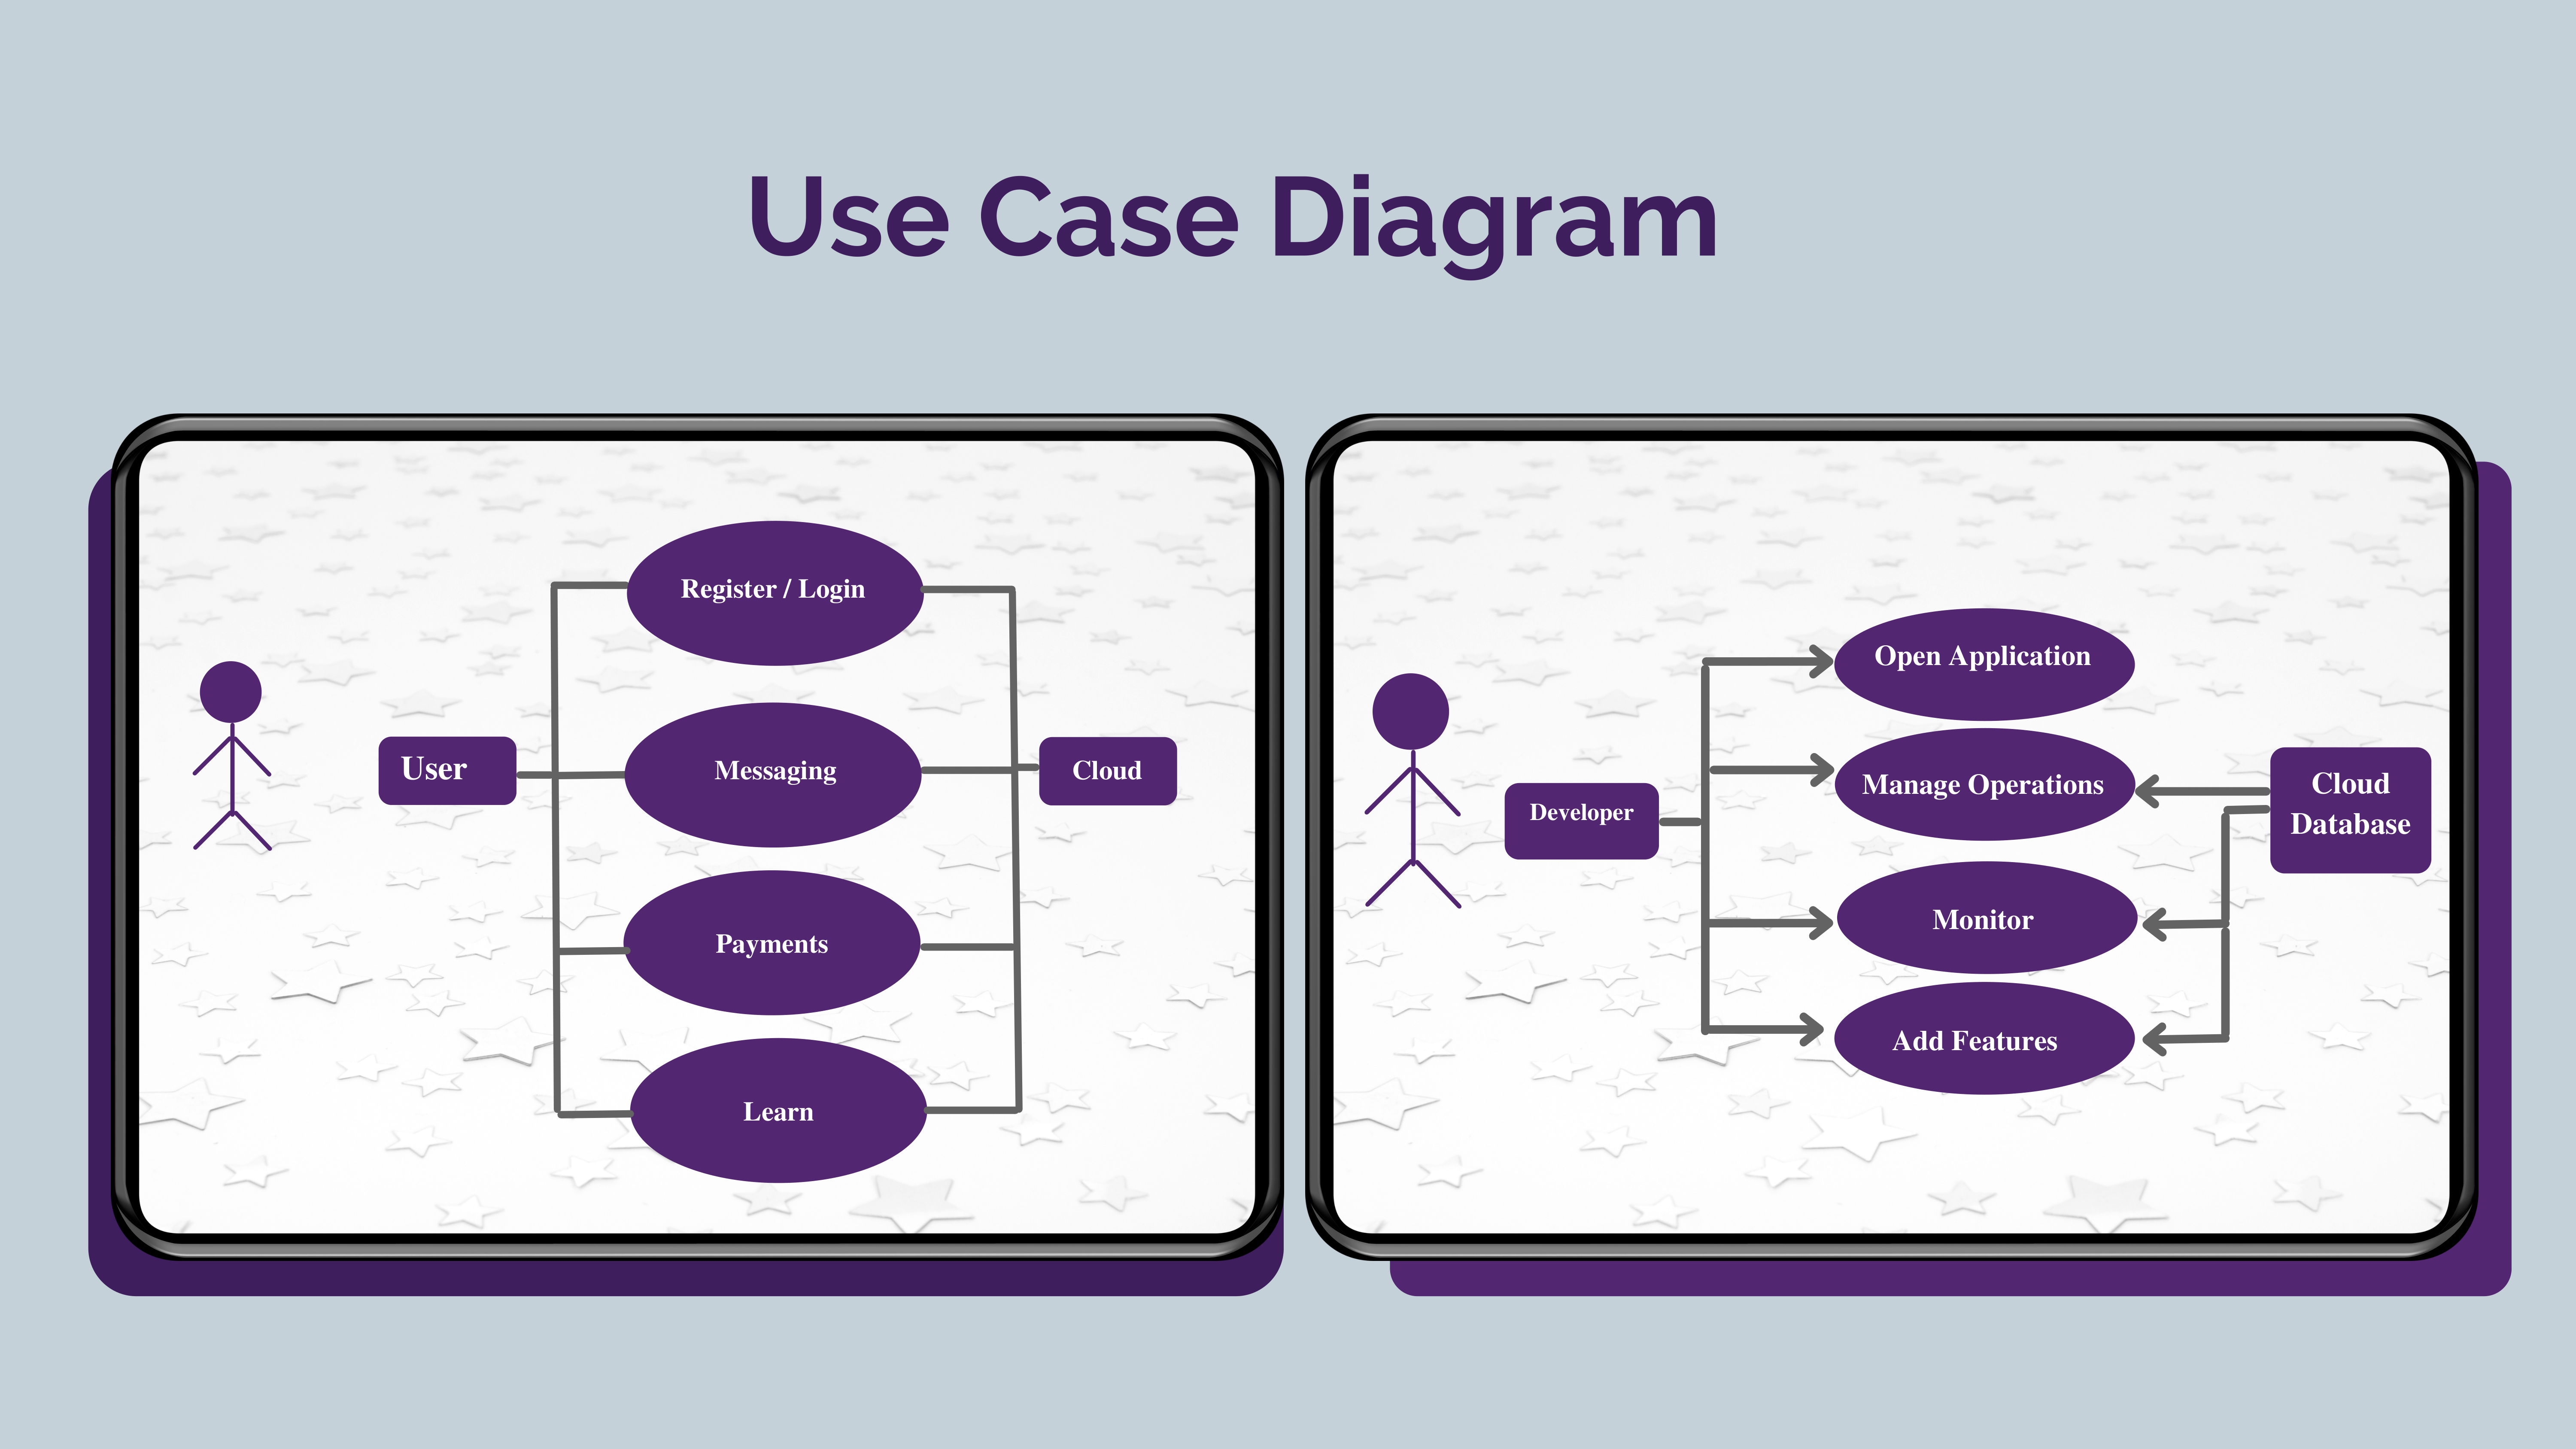 Use Case Diagram
Register / Login
Messaging
User
Cloud
Payments
Learn
Open Application
Manage Operations
Developer
Cloud
Database
Monitor
Add Features